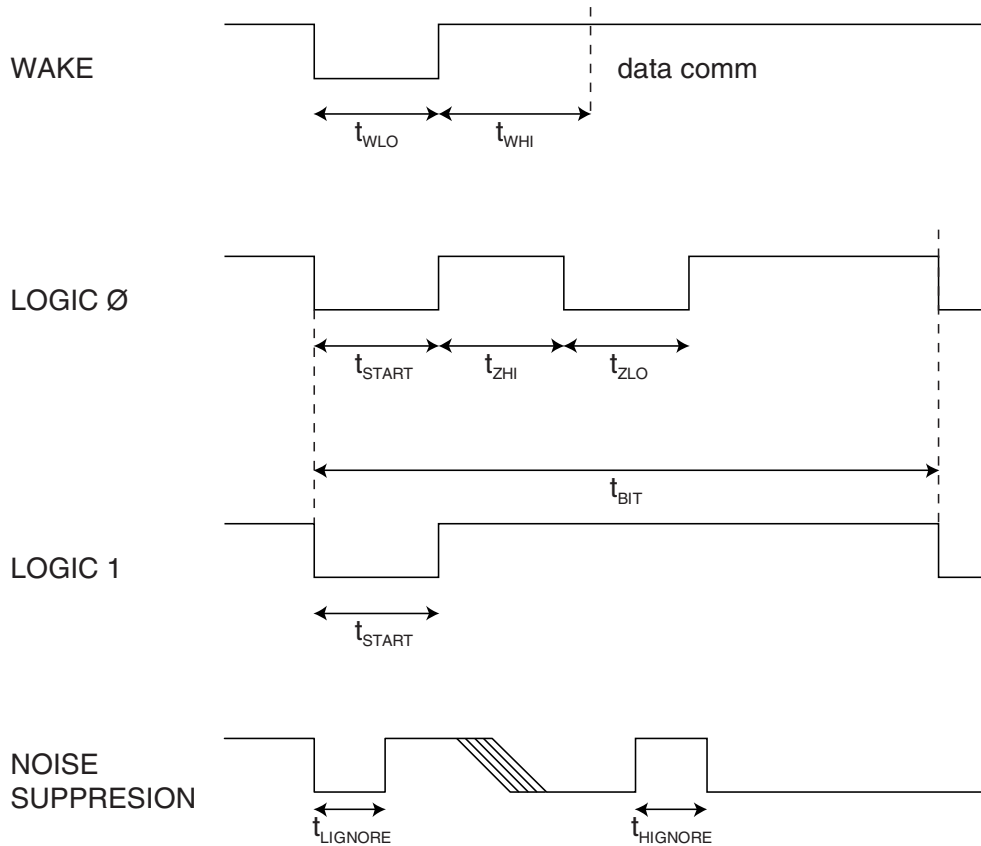 WAKE
data comm
tWLO
tWHI
LOGIC Ø
tSTART
tZHI
tZLO
tBIT
LOGIC 1
tSTART
NOISE
SUPPRESION
tLIGNORE
tHIGNORE